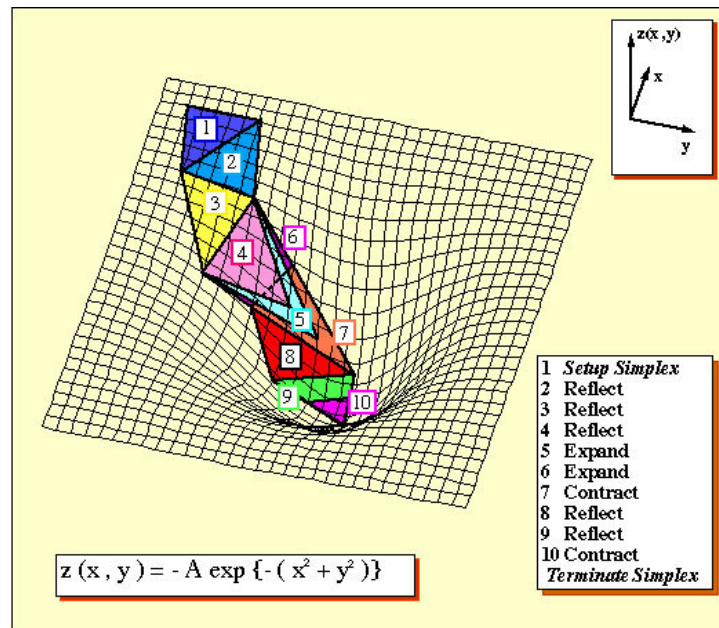 z(x ,y)
x
y
1
2
3
4
6
5
7
8
9
10
1 Setup Simplex
2 Reflect
3 Reflect
4 Reflect
5 Expand
6 Expand
7 Contract
8 Reflect
9 Reflect
10 Contract
Terminate Simplex
z (x , y ) = - A exp {- ( x² + y² )}